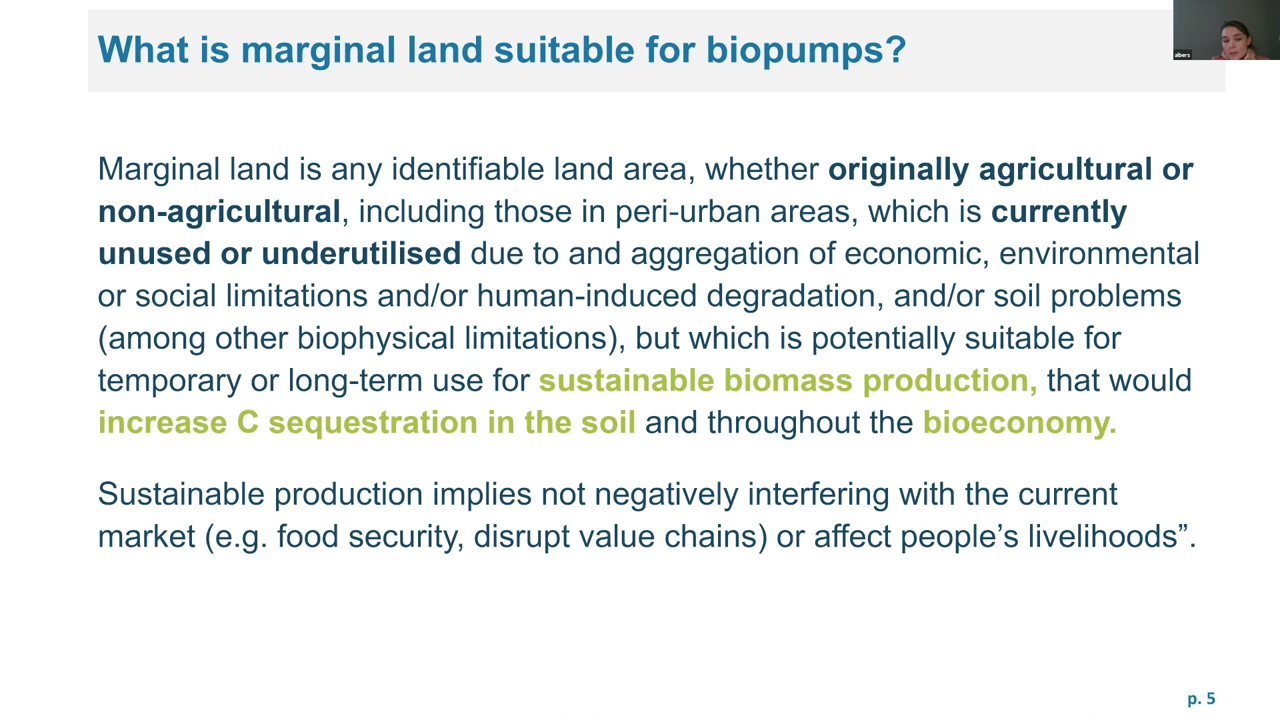 What is marginal land suitable for biopumps?
albers
Marginal land is any identifiable land area, whether originally agricultural or
non-agricultural, including those in peri-urban areas, which is currently
unused or underutilised due to and aggregation of economic, environmental
or social limitations and/or human-induced degradation, and/or soil problems
(among other biophysical limitations), but which is potentially suitable for
temporary or long-term use for sustainable biomass production, that would
increase C sequestration in the soil and throughout the bioeconomy.
Sustainable production implies not negatively interfering with the current
market (e.g. food security, disrupt value chains) or affect people’s livelihoods”.
p. 5